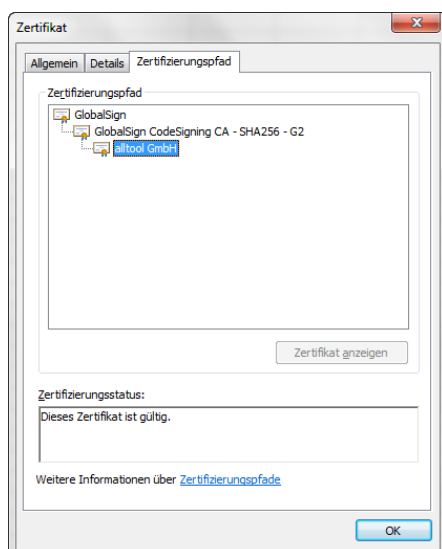 Zertifikat
Allgemein Details Zertifizierungspfad
Zertifizierungspfad
GlobalSign
GlobalSign CodeSigning CA - SHA256 - G2
alltool GmbH
Zertifikat anzeigen
Zertifizierungsstatus:
Dieses Zertifikat ist gültig.
Weitere Informationen über Zertifizierungspfade
OK